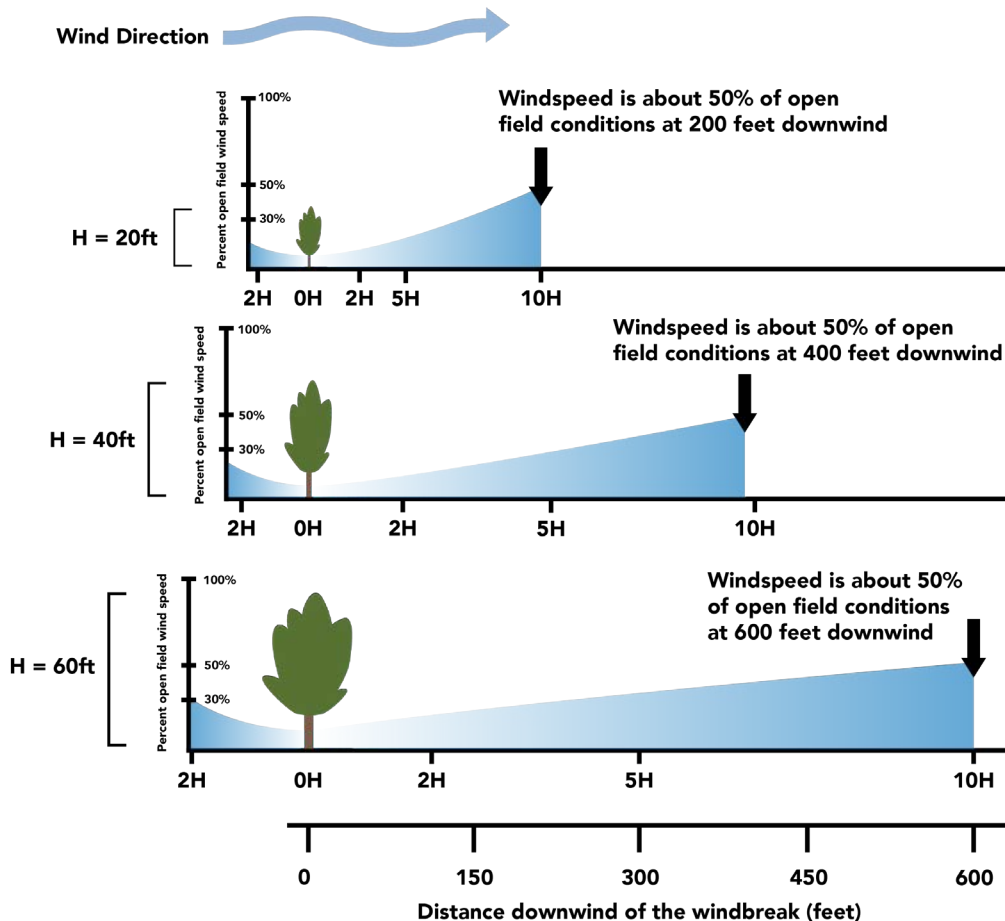 Wind Direction
Windspeed is about 50% of open
field conditions at 200 feet downwind
Percent open field wind speed
100%
50%
30%
H = 20ft
2H 0H 2H 5H 10H
Windspeed is about 50% of open
field conditions at 400 feet downwind
Percent open field wind speed
100%
50%
30%
H = 40ft
2H 0H 2H 5H 10H
Windspeed is about 50%
of open field conditions
at 600 feet downwind
Percent open field wind speed
100%
50%
30%
H = 60ft
2H 0H 2H 5H 10H
0 150 300 450 600
Distance downwind of the windbreak (feet)